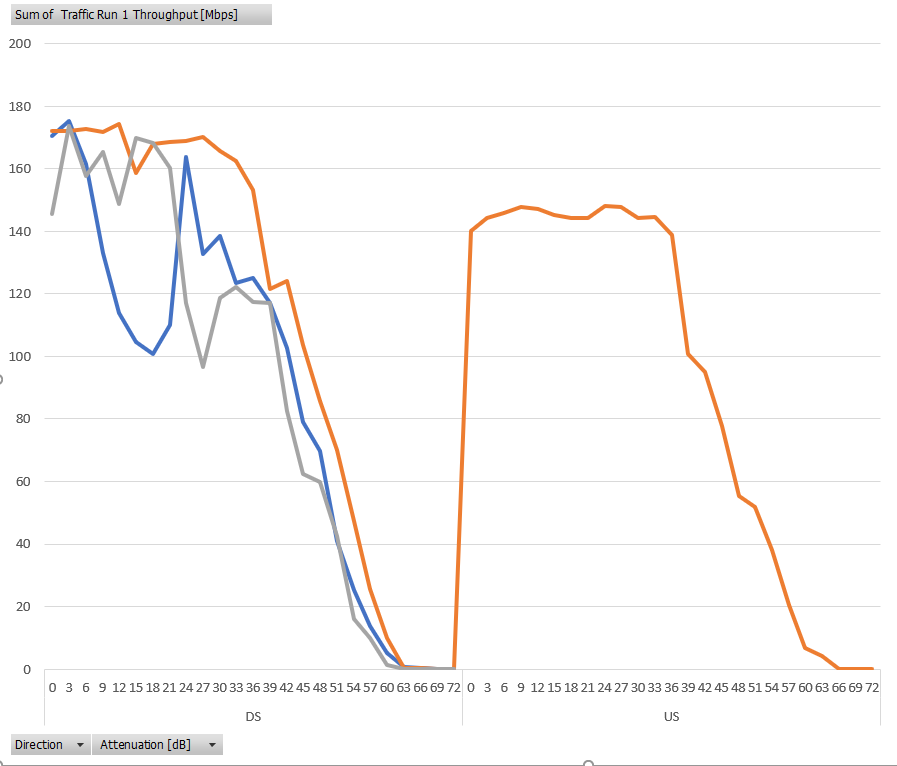 Sum of Traffic Run 1 Throughput [Mbps]
200
180
160
140
120
100
80
60
40
20
0
0 3 6 9 12 15 18 21 24 27 30 33 36 39 42 45 48 51 54 57 60 63 66 69 72 0 3 6 9 12 15 18 21 24 27 30 33 36 39 42 45 48 51 54 57 60 63 66 69 72
DS US
Direction Attenuation [dB]